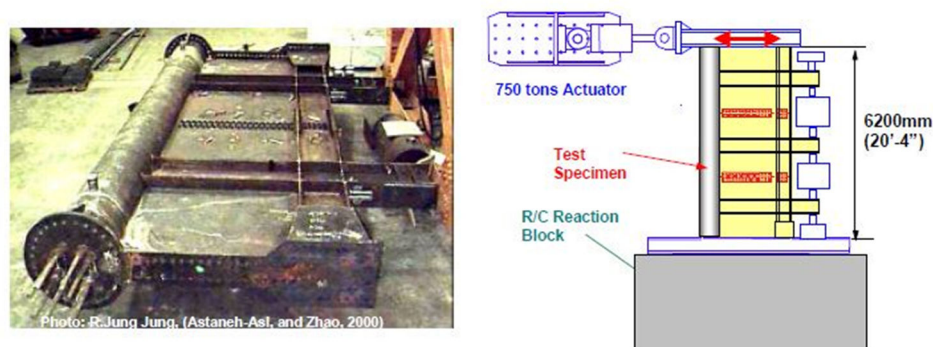 Photo: R.Jung Jung, (Astaneh-Asl, and Zhao, 2000)
750 tons Actuator
Test
Specimen
R/C Reaction
Block
6200mm
(20'-4”)